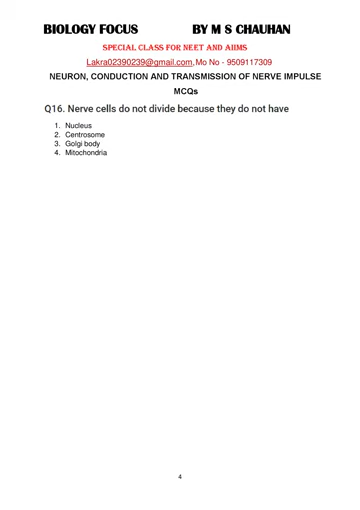 BIOLOGY FOCUS BY M S CHAUHAN
SPECIAL CLASS FOR NEET AND AIIMS
Lakra02390239@gmail.com, Mo No - 9509117309
NEURON, CONDUCTION AND TRANSMISSION OF NERVE IMPULSE
MCQs
Q16. Nerve cells do not divide because they do not have
1. Nucleus
2. Centrosome
3. Golgi body
4. Mitochondria
4